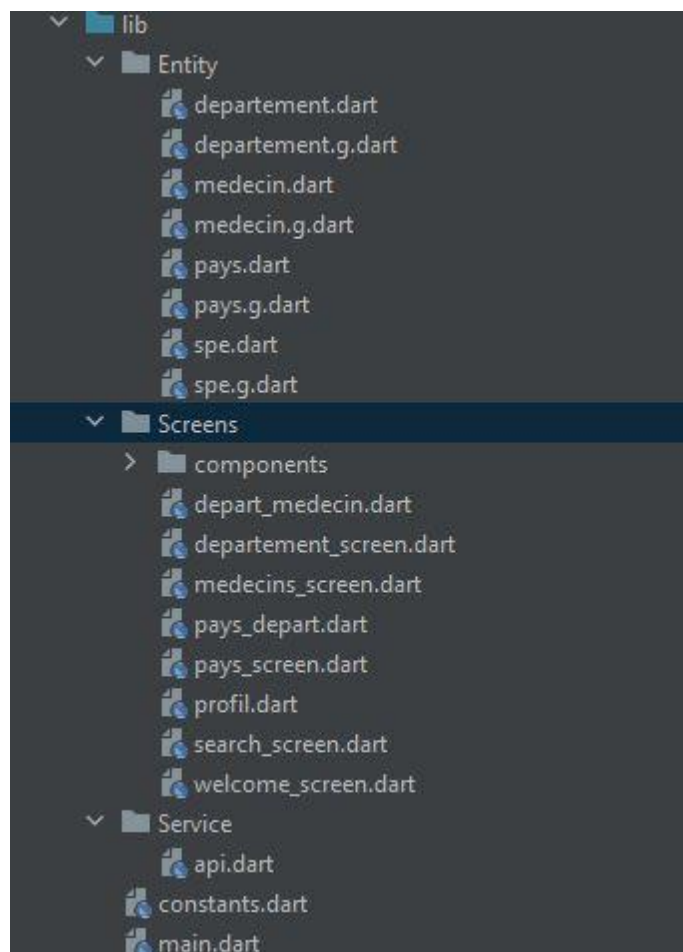 lib
Entity
departement.dart
departement.g.dart
medecin.dart
medecin.g.dart
pays.dart
pays.g.dart
spe.dart
spe.g.dart
Screens
components
depart_medecin.dart
departement_screen.dart
medecins_screen.dart
pays_depart.dart
pays_screen.dart
profil.dart
search_screen.dart
welcome_screen.dart
Service
api.dart
constants.dart
main.dart